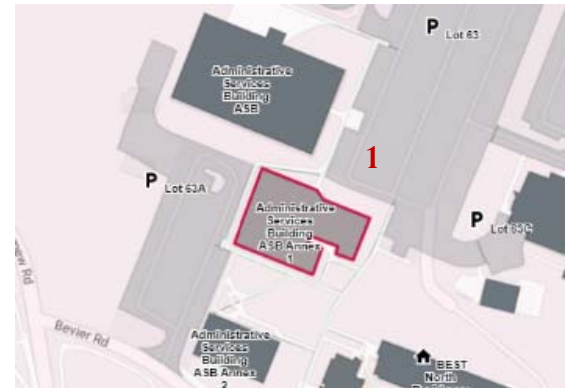 P Lot 63
Administrative
Services
Building
ASB
1
P Lot 63A
Administrative
Services
Building
ASB Annex
1
P Lot 63C
Bevier Rd
Administrative
Services
Building
ASB Annex
2
BEST
North